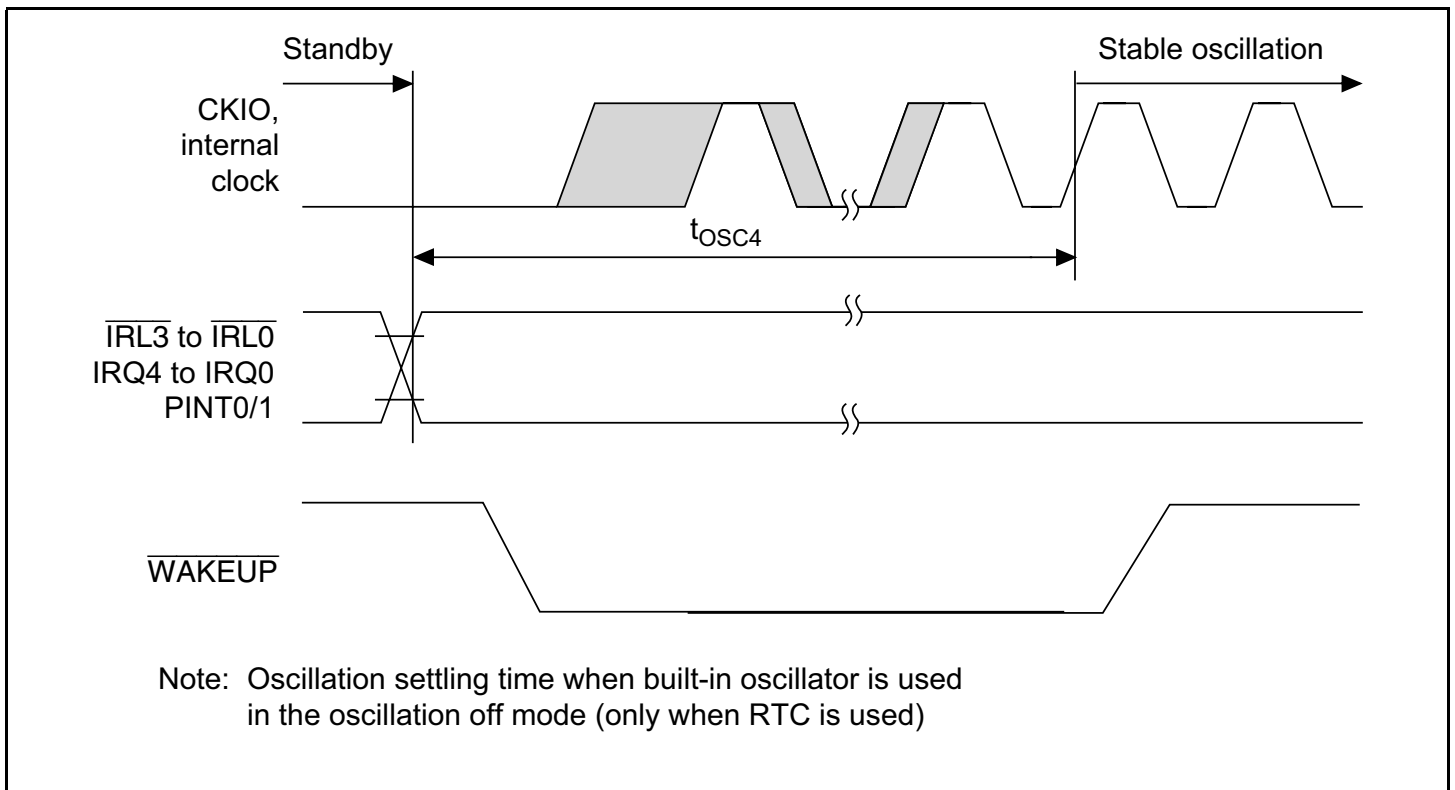 Standby
Stable oscillation
CKIO,
internal
clock
tOSC4
IRL3 to IRL0
IRQ4 to IRQ0
PINT0/1
WAKEUP
Note: Oscillation settling time when built-in oscillator is used
in the oscillation off mode (only when RTC is used)